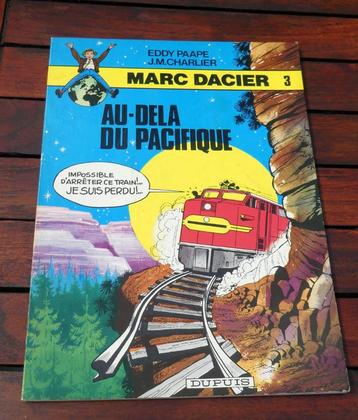 EDDY PAAPE
J.M.CHARLIER
MARC DACIER 3
AU-DELA
DU PACIFIQUE
IMPOSSIBLE
D'ARRÊTER CE TRAIN!..
JE SUIS PERDU!..
DUPUIS